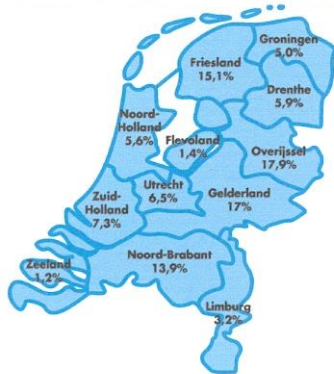 Groningen
5,0%
Friesland
15,1%
Drenthe
5,9%
Noord-
Holland
5,6%
Flevoland
1,4%
Overijssel
17,9%
Utrecht
6,5%
Gelderland
17%
Zuid-
Holland
7,3%
Noord-Brabant
13,9%
Zeeland
1,2%
Limburg
3,2%